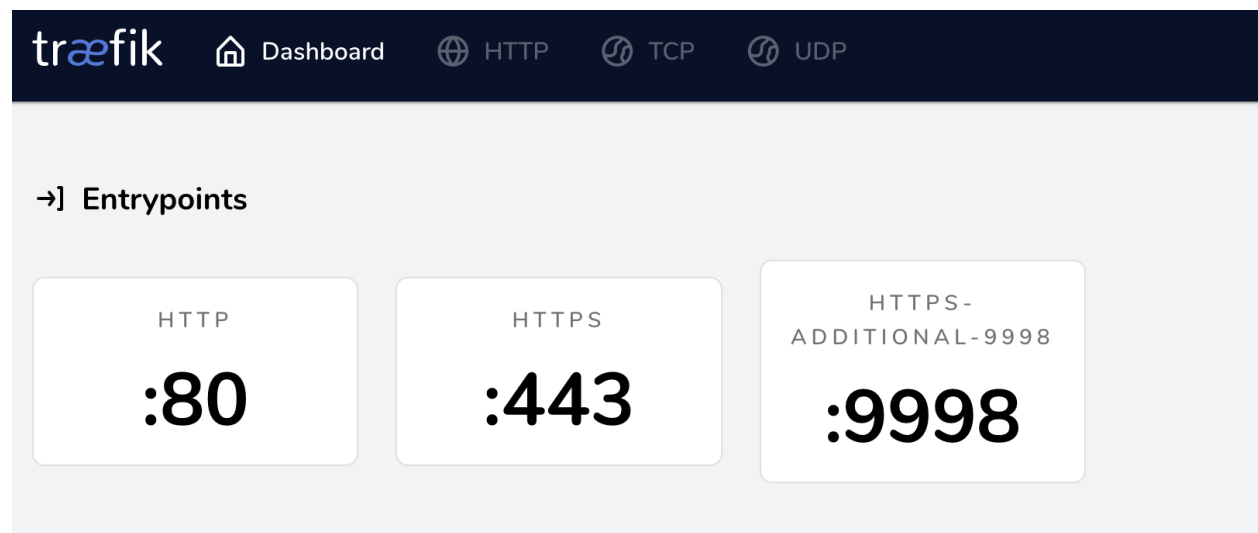 træfik Dashboard HTTP TCP UDP
Entrypoints
HTTP
:80
HTTPS
:443
HTTPS-
ADDITIONAL-9998
:9998